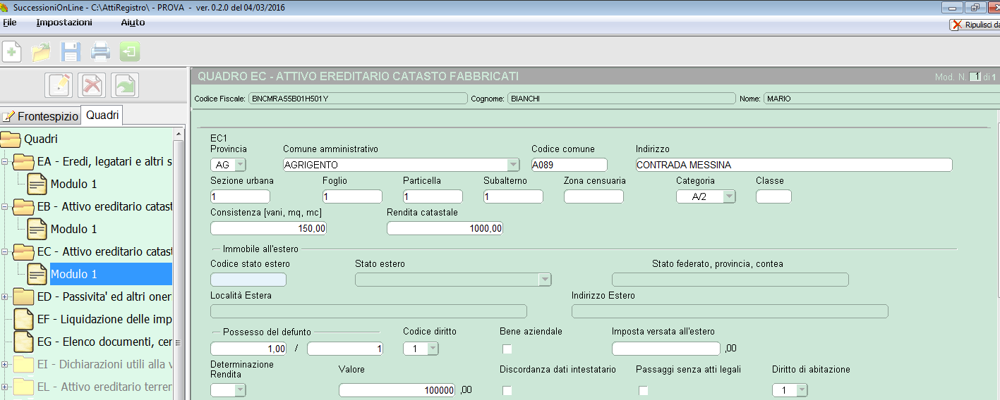 SuccessioniOnLine - C:\AttiRegistro\ - PROVA - ver. 0.2.0 del 04/03/2016
File Impostazioni Aiuto
Ripulisci da
QUADRO EC - ATTIVO EREDITARIO CATASTO FABBRICATI Mod. N. 1 di 1
Codice Fiscale: BNCMRA55B01H501Y Cognome: BIANCHI Nome: MARIO
Frontespizio Quadri
Quadri
EA - Eredi, legatari e altri s
Modulo 1
EB - Attivo ereditario catast
Modulo 1
EC - Attivo ereditario catast
Modulo 1
ED - Passivita' ed altri oner
EF - Liquidazione delle imp
EG - Elenco documenti, cer
EI - Dichiarazioni utili alla v
EL - Attivo ereditario terrer
EC1
Provincia Comune amministrativo Codice comune Indirizzo
AG AGRIGENTO A089 CONTRADA MESSINA
Sezione urbana Foglio Particella Subalterno Zona censuaria Categoria Classe
1 1 1 1 A/2
Consistenza [vani, mq, mc] Rendita catastale
150,00 1000,00
Immobile all'estero
Codice stato estero Stato estero Stato federato, provincia, contea
Località Estera Indirizzo Estero
Possesso del defunto Codice diritto Bene aziendale Imposta versata all'estero
1,00 / 1 1 ,00
Determinazione Rendita Valore Discordanza dati intestatario Passaggi senza atti legali Diritto di abitazione
100000 ,00 1